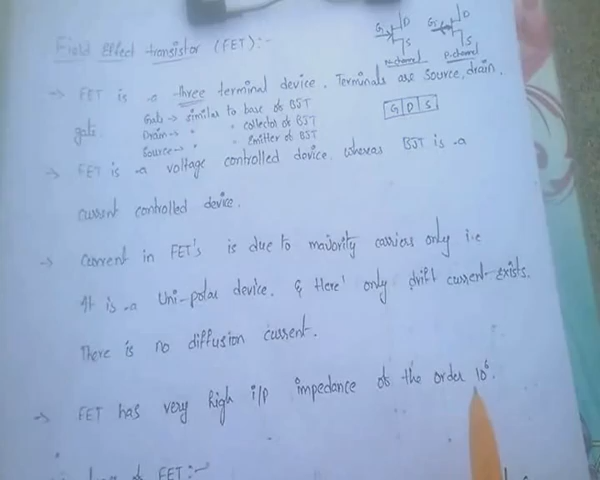 G D S
G D S
n-channel P-channel
Field Effect transistor (FET):-
→ FET is a three terminal device. Terminals are Source, drain,
gate.
Gate → similar to base of BJT
Drain → " " collector of BJT
Source → " " Emitter of BJT
G D S
→ FET is a voltage controlled device. whereas BJT is a
current controlled device.
→ Current in FET's is due to majority carriers only i.e
It is a Uni-polar device. & Here' only drift current exists.
There is no diffusion current.
→ FET has very high i/p impedance of the order 10⁶.
of FET:-